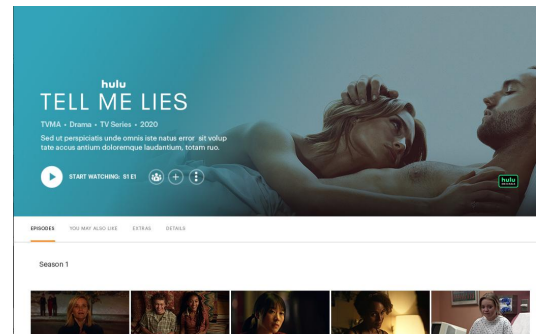 hulu
TELL ME LIES
TVMA • Drama • TV Series • 2020
Sed ut perspiciatis unde omnis iste natus error sit volup
tate accus antium doloremque laudantium, totam ruo.
START WATCHING: S1 E1
hulu
ORIGINALS
EPISODES YOU MAY ALSO LIKE EXTRAS DETAILS
Season 1